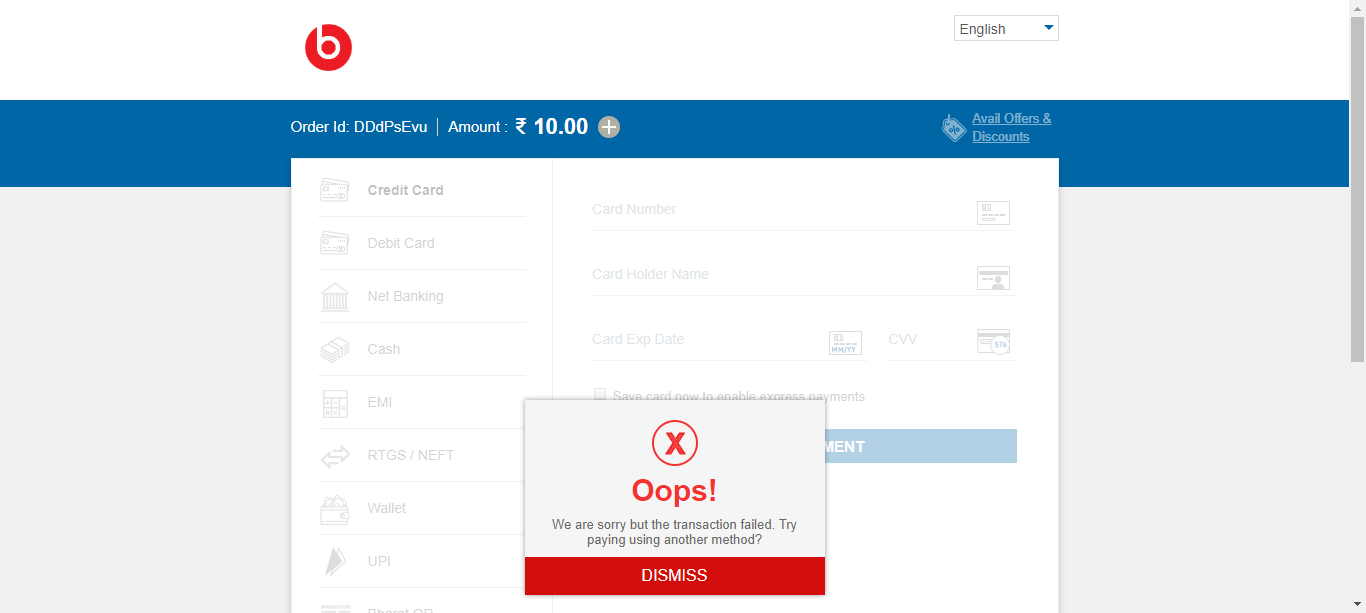 b
English
Order Id: DDdPsEvu
Amount : ₹ 10.00
Avail Offers &
Discounts
Credit Card
Debit Card
Net Banking
Cash
EMI
RTGS / NEFT
Wallet
UPI
Bharat QR
Card Number
Card Holder Name
Card Exp Date
MM/YY
CVV
576
Save card now to enable express payments
MENT
X
Oops!
We are sorry but the transaction failed. Try
paying using another method?
DISMISS